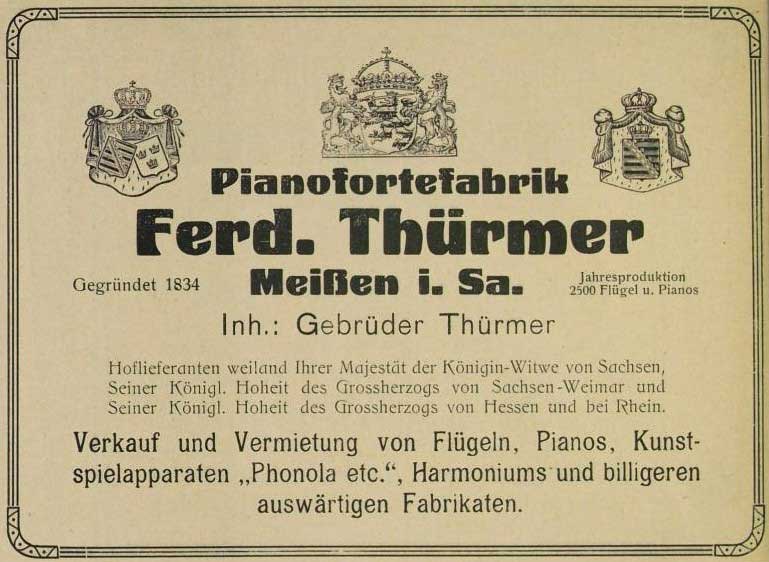 Pianofortefabrik
Ferd. Thürmer
Gegründet 1834
Meißen i. Sa.
Jahresproduktion
2500 Flügel u. Pianos
Inh.: Gebrüder Thürmer
Hoflieferanten weiland Ihrer Majestät der Königin-Witwe von Sachsen,
Seiner Königl. Hoheit des Grossherzogs von Sachsen-Weimar und
Seiner Königl. Hoheit des Grossherzogs von Hessen und bei Rhein.
Verkauf und Vermietung von Flügeln, Pianos, Kunst-
spielapparaten „Phonola etc.“, Harmoniums und billigeren
auswärtigen Fabrikaten.